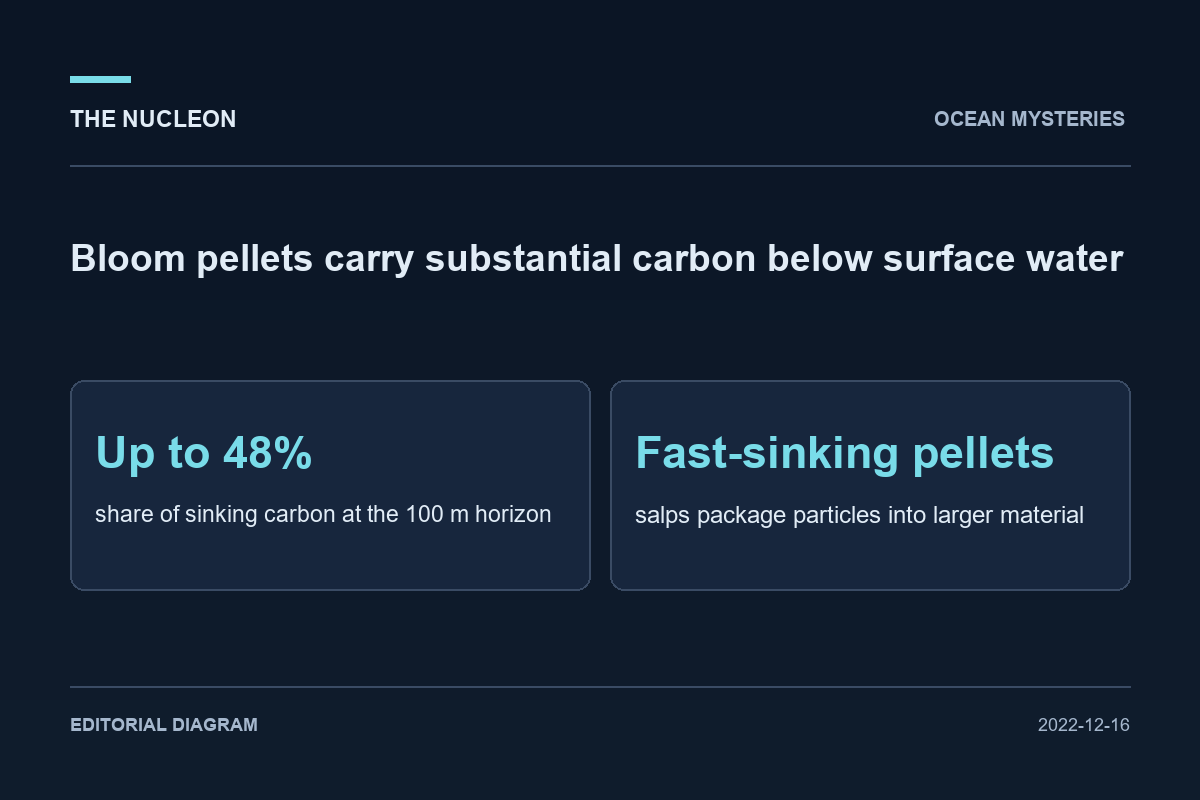 THE NUCLEON
OCEAN MYSTERIES
Bloom pellets carry substantial carbon below surface water
Up to 48%
share of sinking carbon at the 100 m horizon
Fast-sinking pellets
salps package particles into larger material
EDITORIAL DIAGRAM
2022-12-16